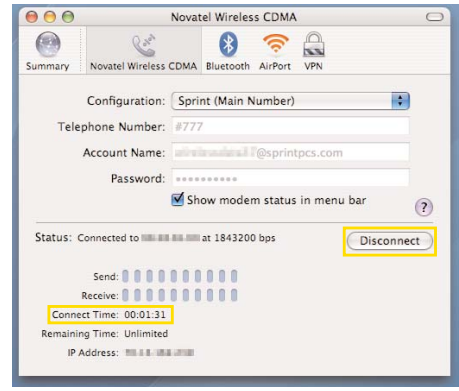 Novatel Wireless CDMA
Summary Novatel Wireless CDMA Bluetooth AirPort VPN
Configuration: Sprint (Main Number)
Telephone Number: #777
Account Name: @sprintpcs.com
Password: ••••••••••
Show modem status in menu bar ?
Status: Connected to at 1843200 bps Disconnect
Send:
Receive:
Connect Time: 00:01:31
Remaining Time: Unlimited
IP Address: